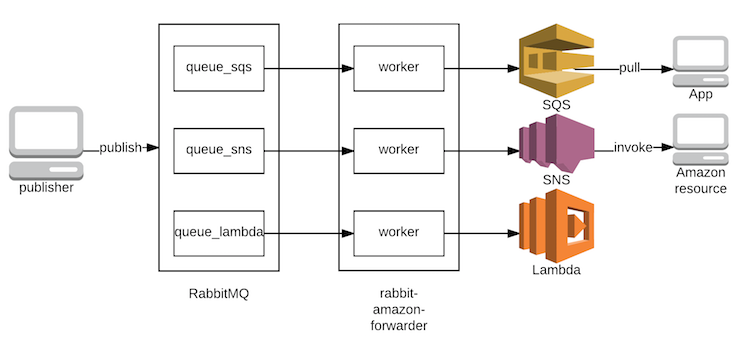 queue_sqs
worker
pull
SQS
App
publish
queue_sns
worker
invoke
publisher
SNS
Amazon
resource
queue_lambda
worker
Lambda
RabbitMQ
rabbit-
amazon-
forwarder